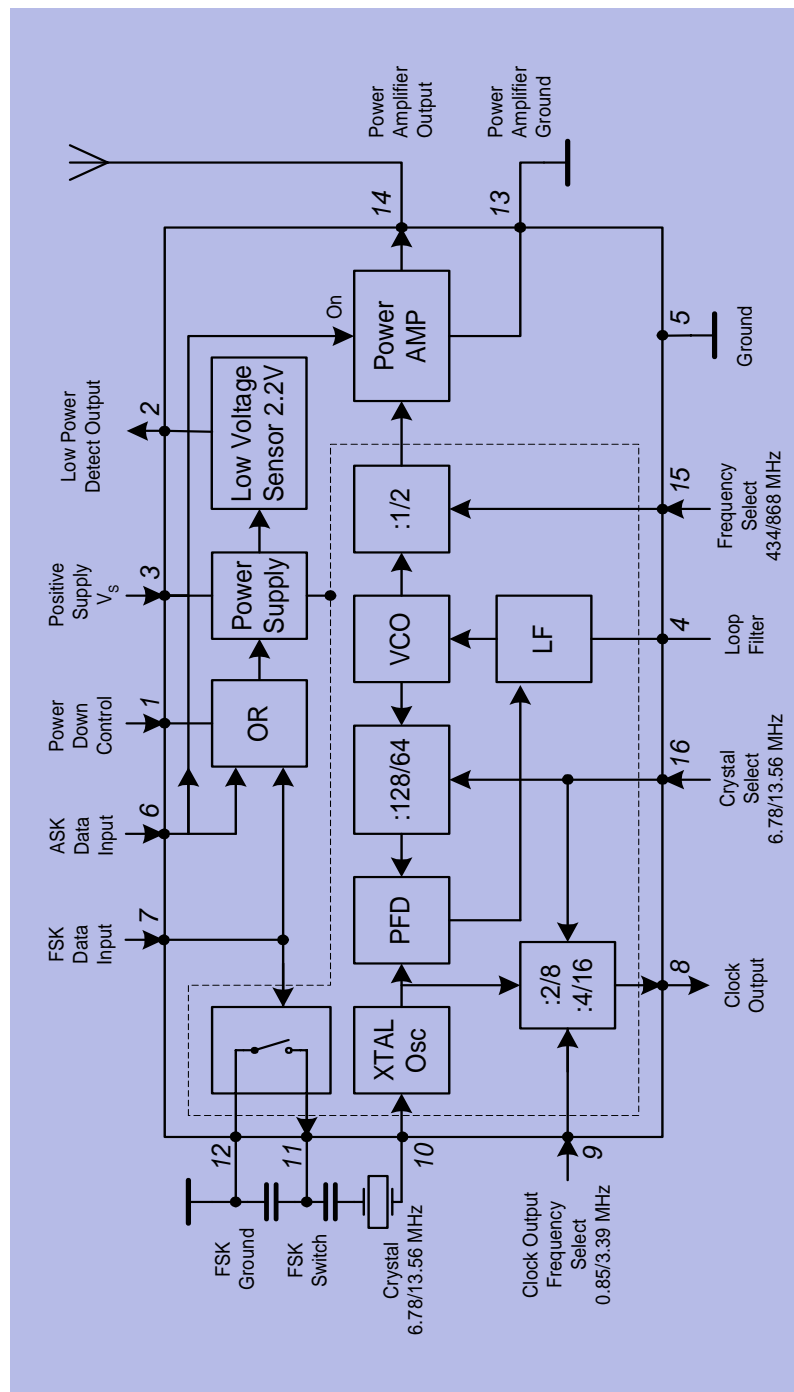 FSK
Data
Input
7
ASK
Data
Input
6
Power
Down
Control
1
Positive
Supply
VS
3
Low Power
Detect Output
2
OR
Power
Supply
Low Voltage
Sensor 2.2V
On
14
Power
Amplifier
Output
Power
AMP
13
Power
Amplifier
Ground
FSK
Ground
12
FSK
Switch
11
Crystal
6.78/13.56 MHz
10
XTAL
Osc
PFD
:128/64
VCO
:1/2
LF
:2/8
:4/16
Clock Output
Frequency
Select
0.85/3.39 MHz
9
8
Clock
Output
16
Crystal
Select
6.78/13.56 MHz
4
Loop
Filter
15
Frequency
Select
434/868 MHz
5
Ground